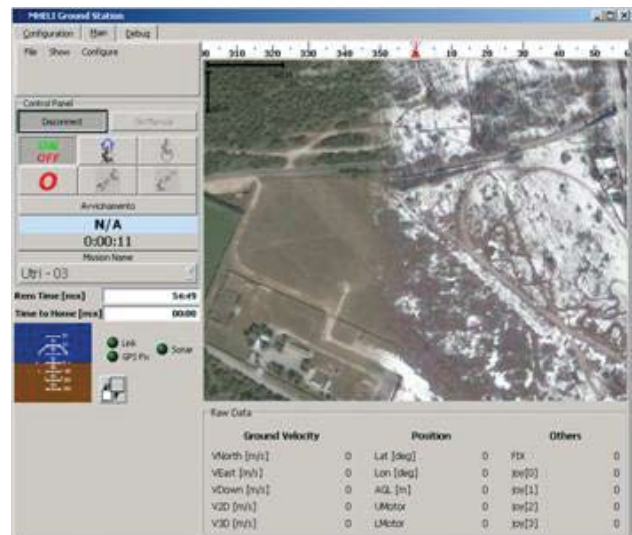 MHELI Ground Station
Configuration Main Debug
File Show Configure
310 320 330 340 350 10 20 30 40 50
Control Panel
Disconnect
ON
OFF
O
Avvicinamento
N/A
0:00:11
Mission Name
Utri - 03
Rem Time [mm] 54:49
Time to Home [mm] 00:00
Link
GPS Fix
Sonar
Raw Data
Ground Velocity Position Others
VNorth [m/s] 0 Lat [deg] 0 FIX 0
VEast [m/s] 0 Lon [deg] 0 Joy[0] 0
VDown [m/s] 0 AGL [m] 0 Joy[1] 0
V2D [m/s] 0 UMotor 0 Joy[2] 0
V3D [m/s] 0 LMotor 0 Joy[3] 0